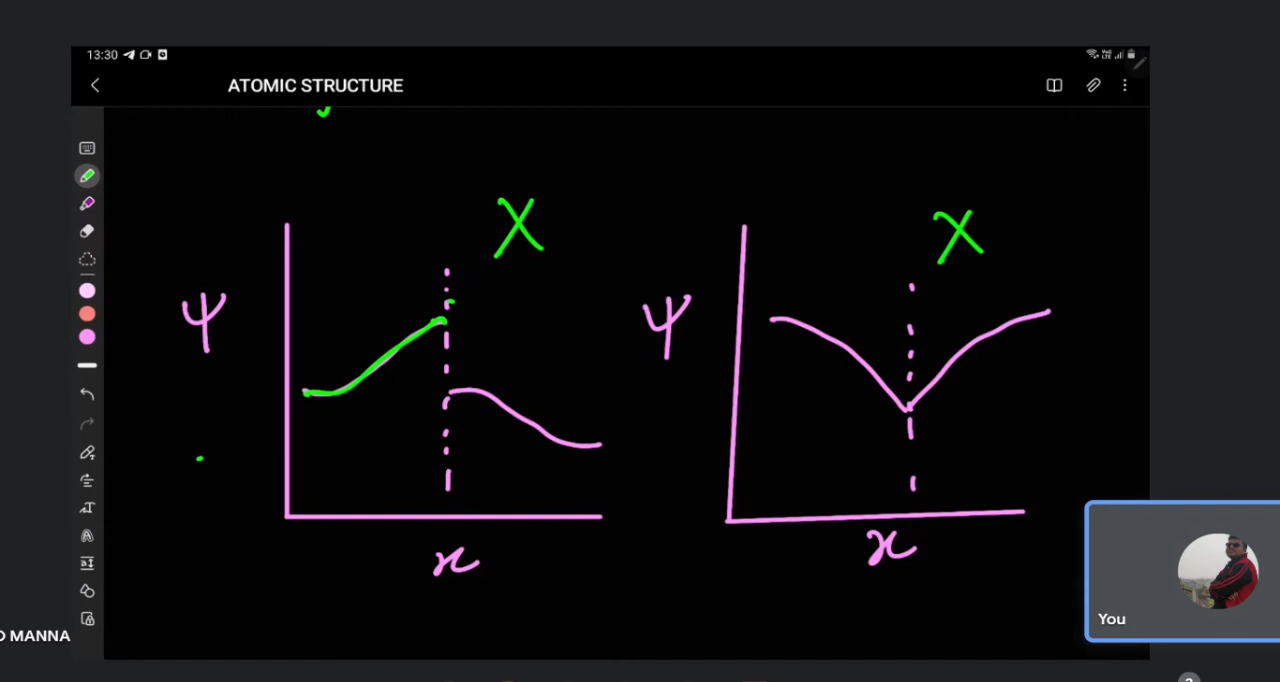 13:30
ATOMIC STRUCTURE
X
X
Ψ
Ψ
x
x
You
MANNA